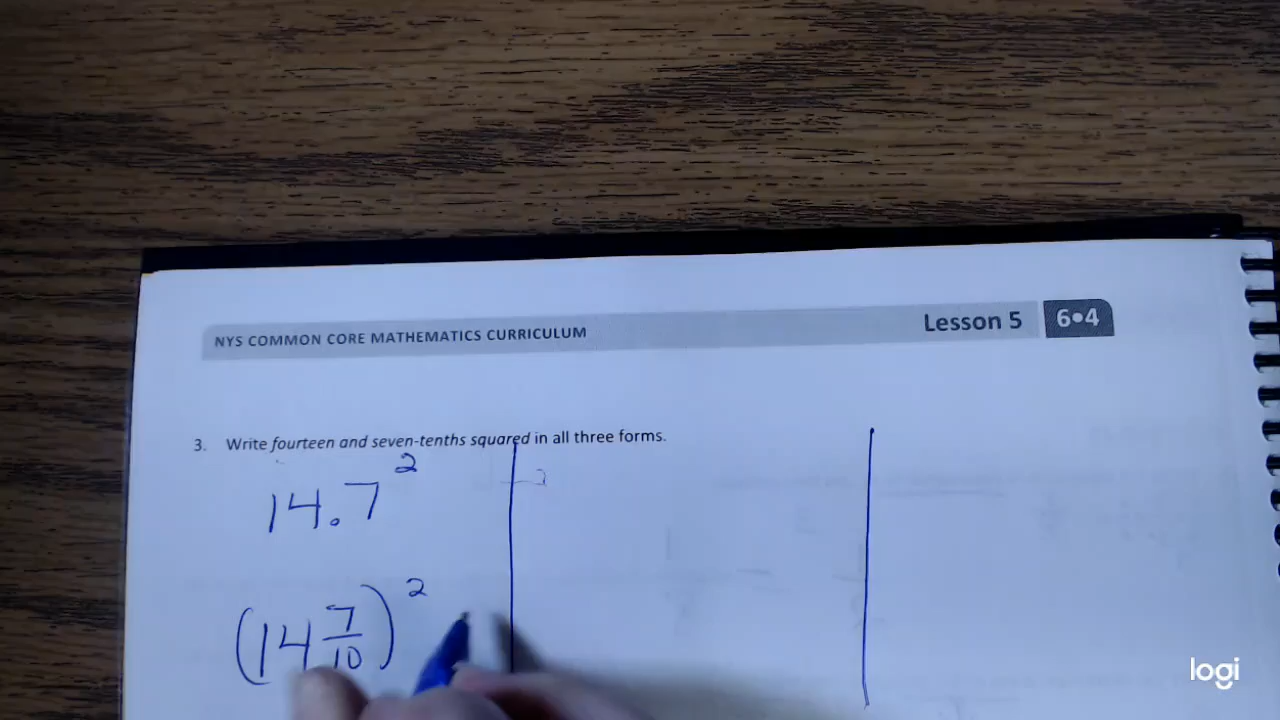 NYS COMMON CORE MATHEMATICS CURRICULUM
Lesson 5
6•4
3. Write fourteen and seven-tenths squared in all three forms.
14.7²
(14 7/10)²
logi